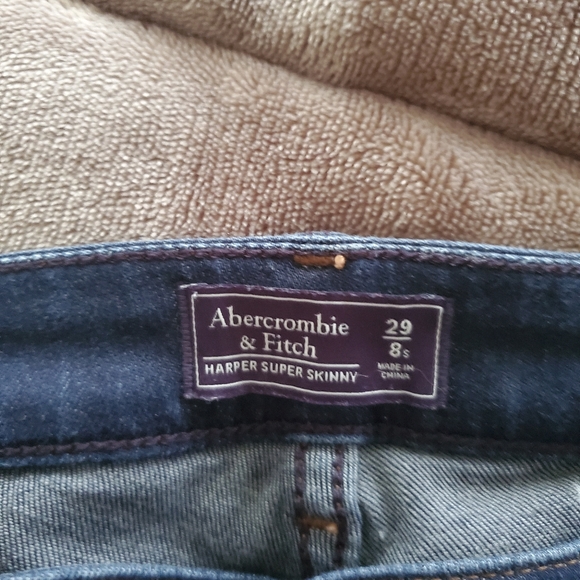 Abercrombie
& Fitch
HARPER SUPER SKINNY
29
8s
MADE IN
CHINA